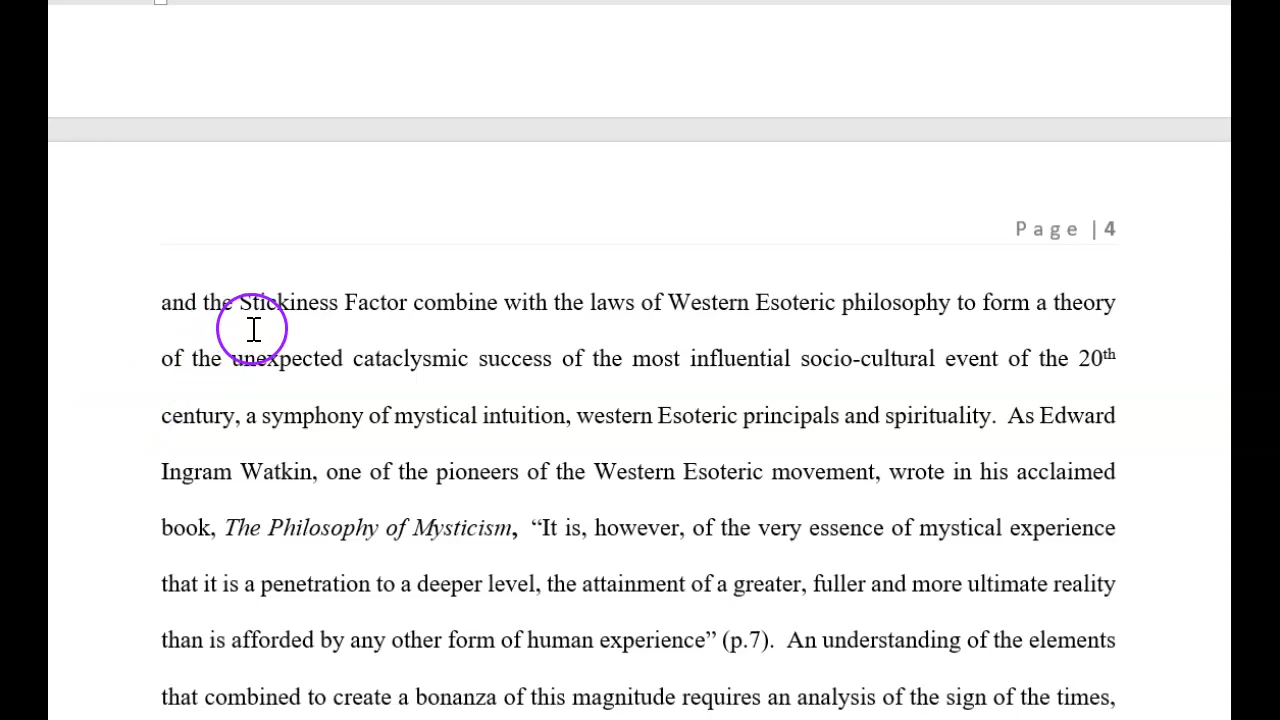 Page | 4
and the Stickiness Factor combine with the laws of Western Esoteric philosophy to form a theory
of the unexpected cataclysmic success of the most influential socio-cultural event of the 20th
century, a symphony of mystical intuition, western Esoteric principals and spirituality.  As Edward
Ingram Watkin, one of the pioneers of the Western Esoteric movement, wrote in his acclaimed
book, The Philosophy of Mysticism,  “It is, however, of the very essence of mystical experience
that it is a penetration to a deeper level, the attainment of a greater, fuller and more ultimate reality
than is afforded by any other form of human experience” (p.7).  An understanding of the elements
that combined to create a bonanza of this magnitude requires an analysis of the sign of the times,